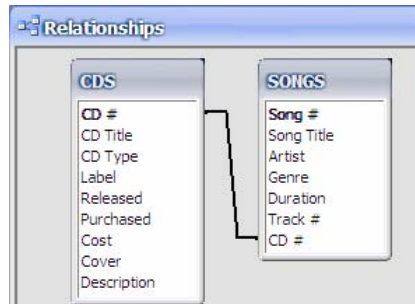 Relationships
CDS
CD #
CD Title
CD Type
Label
Released
Purchased
Cost
Cover
Description
SONGS
Song #
Song Title
Artist
Genre
Duration
Track #
CD #